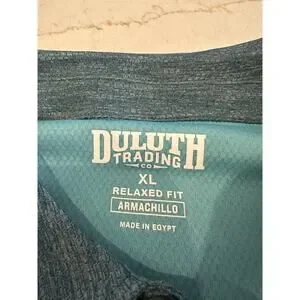 DULUTH
TRADING
CO
XL
RELAXED FIT
ARMACHILLO
MADE IN EGYPT